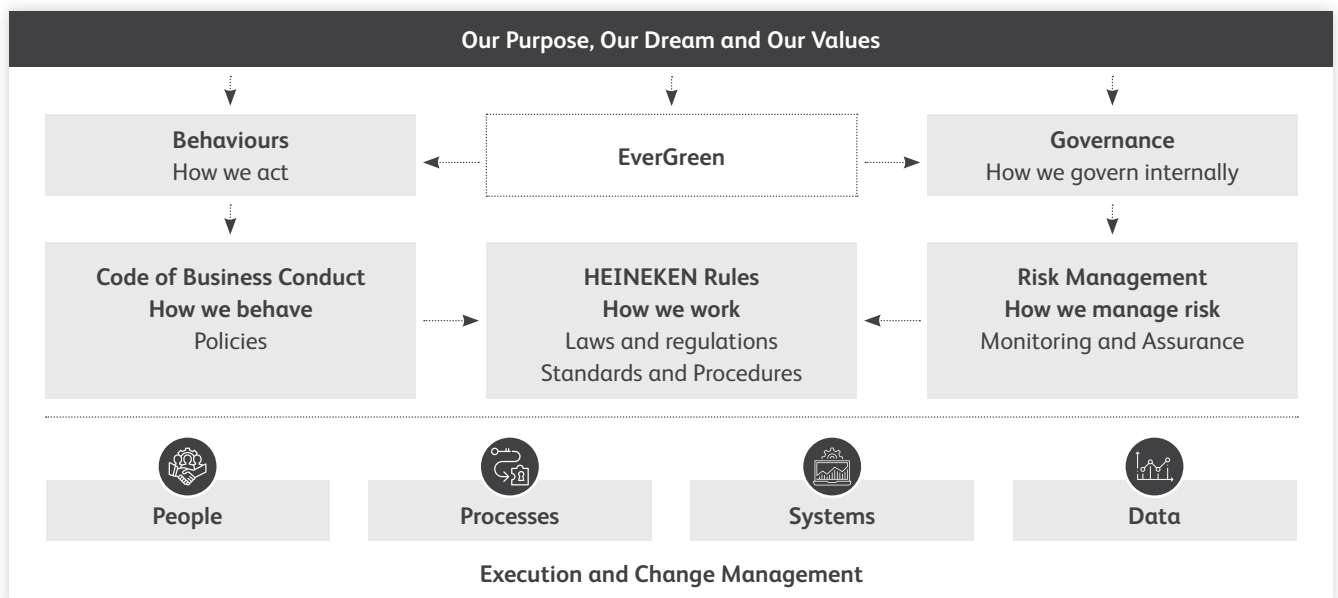 Our Purpose, Our Dream and Our Values
Behaviours
How we act
EverGreen
Governance
How we govern internally
Code of Business Conduct
How we behave
Policies
HEINEKEN Rules
How we work
Laws and regulations
Standards and Procedures
Risk Management
How we manage risk
Monitoring and Assurance
People
Processes
Systems
Data
Execution and Change Management